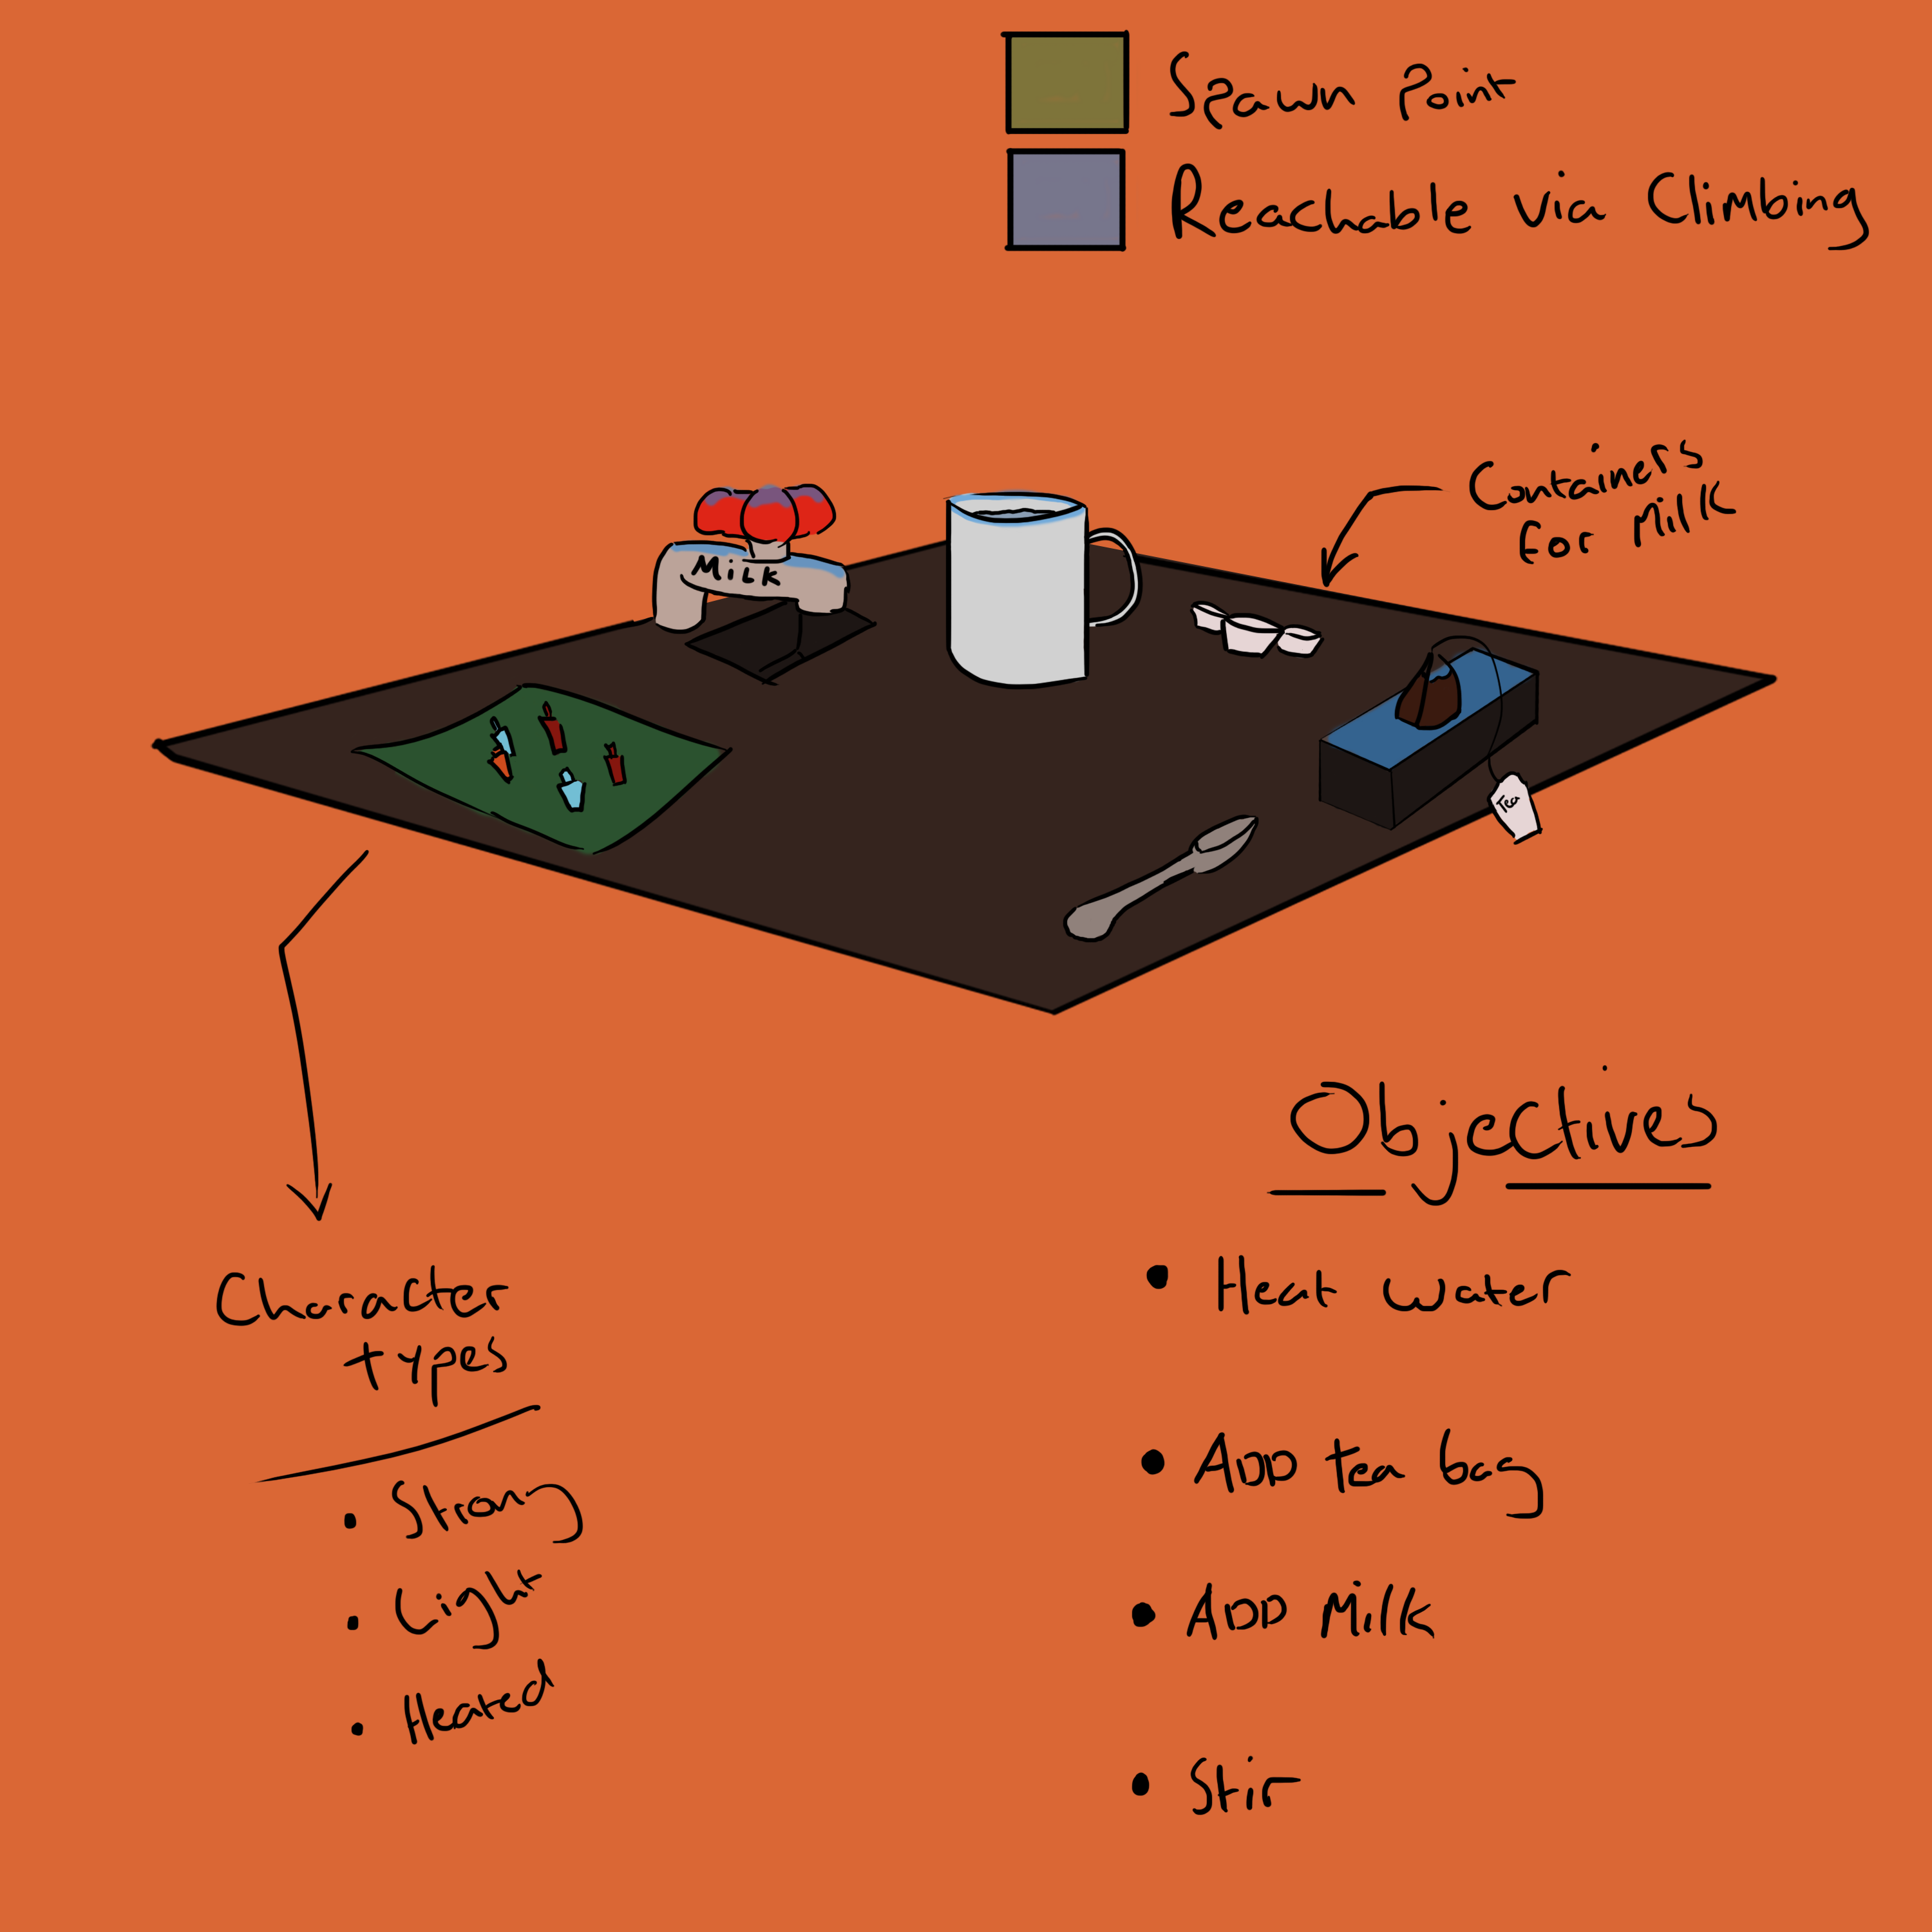 Spawn Point
Reachable via Climbing
Containers
For milk
Milk
Tea
Character
types
Strong
Light
Heated
Objectives
Heat water
ADD tea bag
ADD Milk
Stir